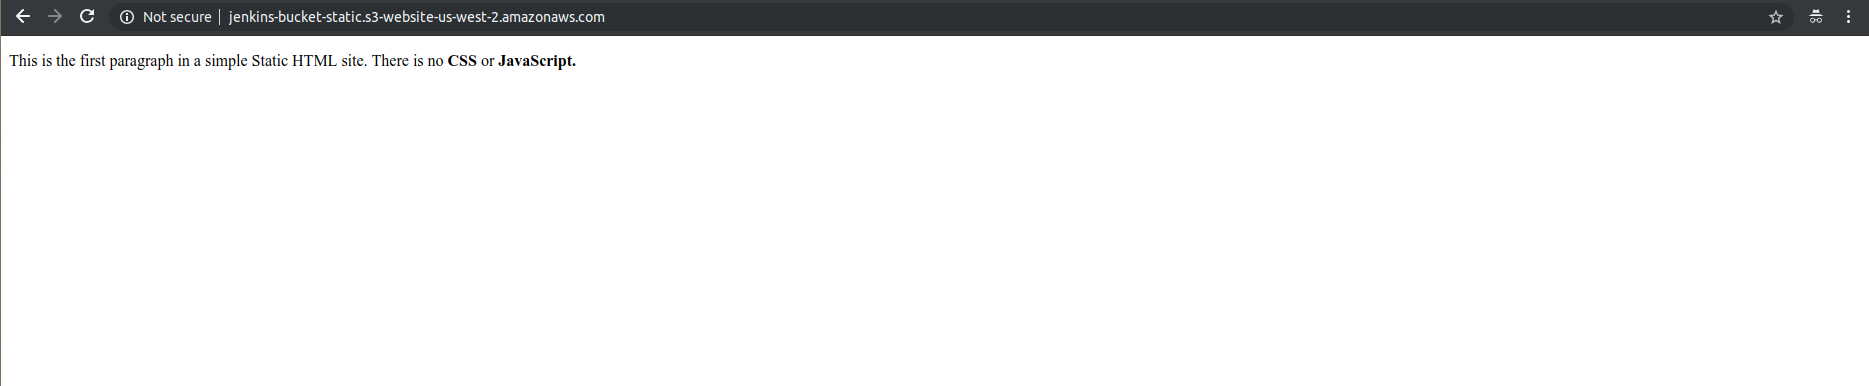 Not secure | jenkins-bucket-static.s3-website-us-west-2.amazonaws.com
This is the first paragraph in a simple Static HTML site. There is no CSS or JavaScript.